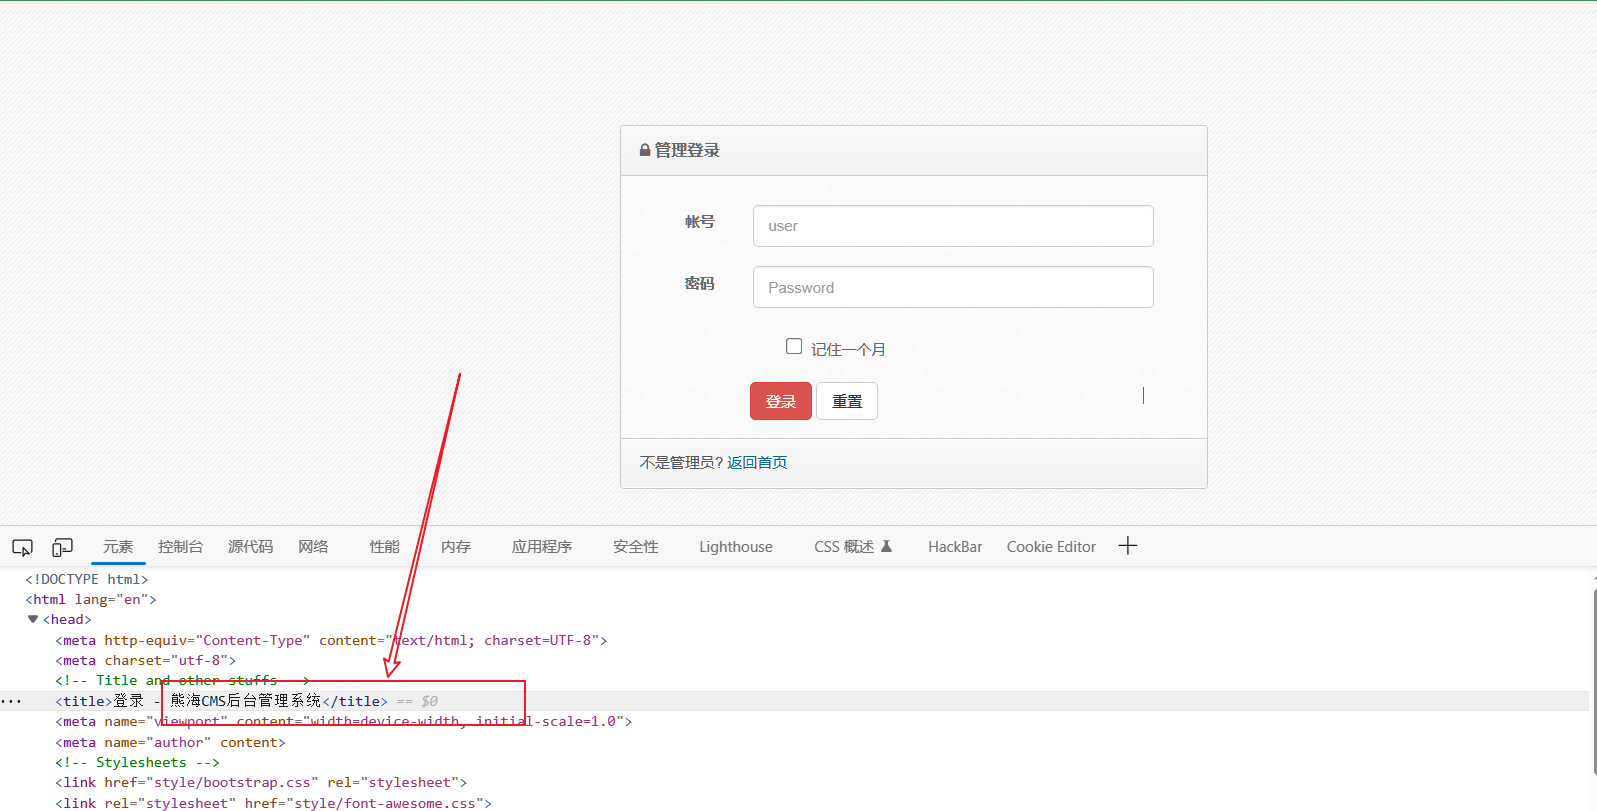 管理登录
帐号 user
密码 Password
记住一个月
登录 重置
不是管理员? 返回首页
元素 控制台 源代码 网络 性能 内存 应用程序 安全性 Lighthouse CSS 概述 HackBar Cookie Editor
<!DOCTYPE html>
<html lang="en">
<head>
<meta http-equiv="Content-Type" content="text/html; charset=UTF-8">
<meta charset="utf-8">
<!-- Title and other stuffs -->
<title>登录 - 熊海CMS后台管理系统</title> == $0
<meta name="viewport" content="width=device-width, initial-scale=1.0">
<meta name="author" content>
<!-- Stylesheets -->
<link href="style/bootstrap.css" rel="stylesheet">
<link rel="stylesheet" href="style/font-awesome.css">